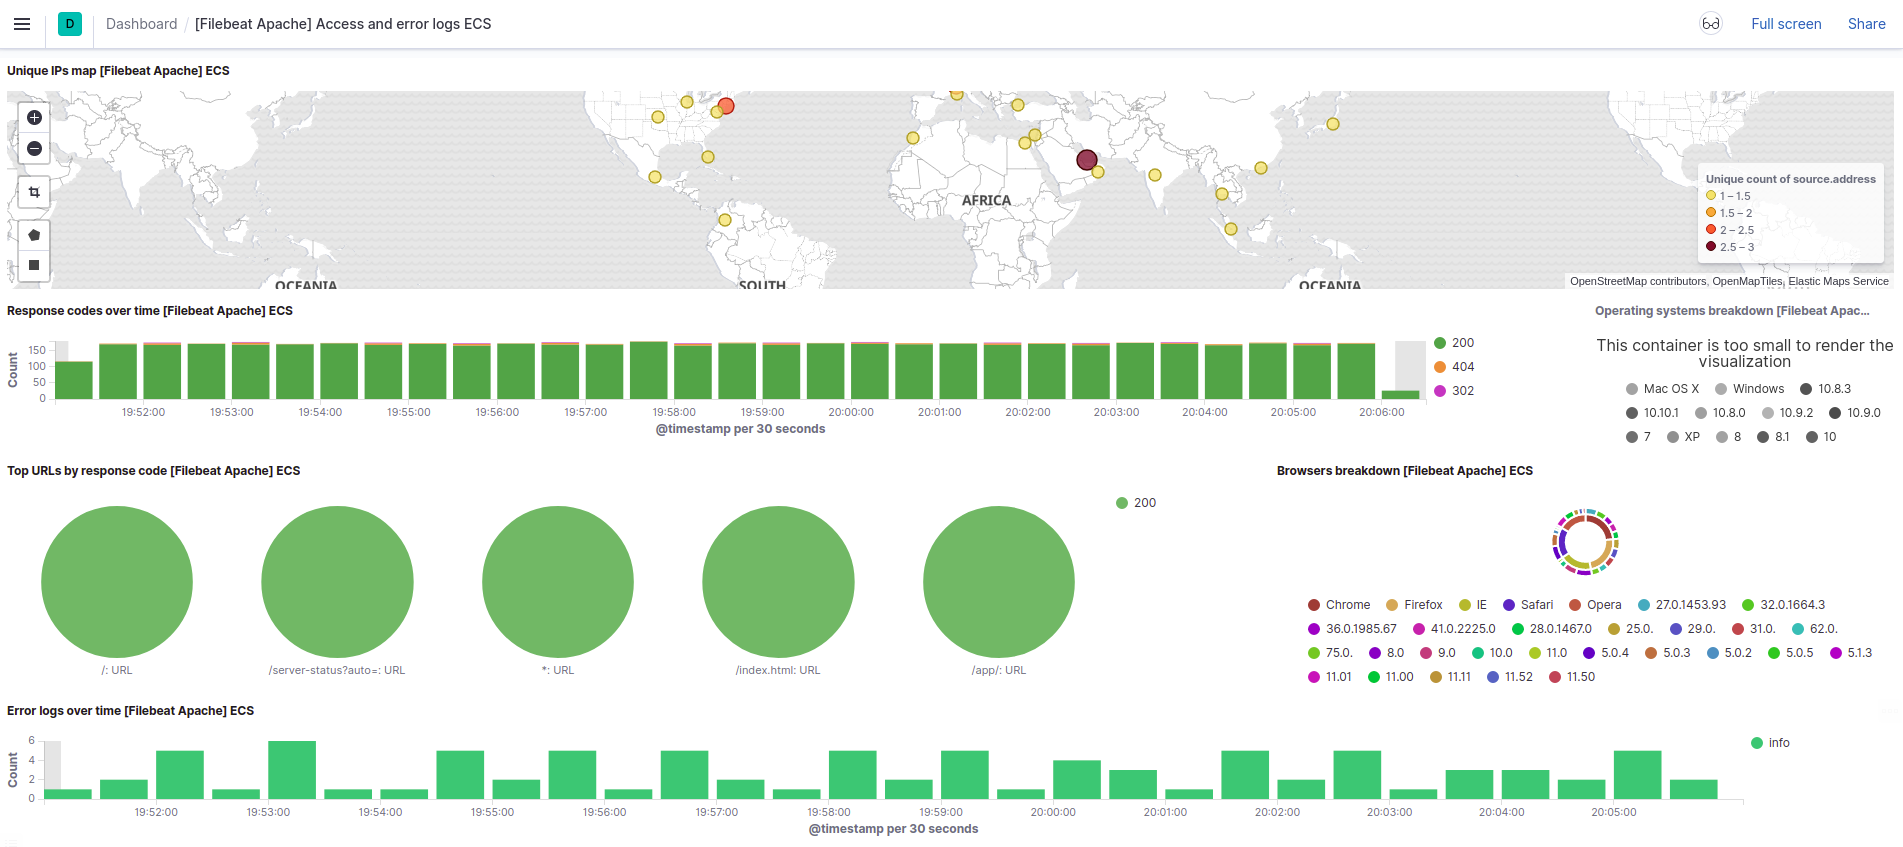 D Dashboard / [Filebeat Apache] Access and error logs ECS Full screen Share
Unique IPs map [Filebeat Apache] ECS
AFRICA
OCEANIA
SOUTH
OCEANIA
Unique count of source.address
1 – 1.5
1.5 – 2
2 – 2.5
2.5 – 3
OpenStreetMap contributors, OpenMapTiles, Elastic Maps Service
Response codes over time [Filebeat Apache] ECS
Count
150
100
50
0
19:52:00 19:53:00 19:54:00 19:55:00 19:56:00 19:57:00 19:58:00 19:59:00 20:00:00 20:01:00 20:02:00 20:03:00 20:04:00 20:05:00 20:06:00
@timestamp per 30 seconds
200
404
302
Operating systems breakdown [Filebeat Apac...
This container is too small to render the
visualization
Mac OS X Windows 10.8.3
10.10.1 10.8.0 10.9.2 10.9.0
7 XP 8 8.1 10
Top URLs by response code [Filebeat Apache] ECS
200
/: URL /server-status?auto=: URL *: URL /index.html: URL /app/: URL
Browsers breakdown [Filebeat Apache] ECS
Chrome Firefox IE Safari Opera 27.0.1453.93 32.0.1664.3
36.0.1985.67 41.0.2225.0 28.0.1467.0 25.0. 29.0. 31.0. 62.0.
75.0. 8.0 9.0 10.0 11.0 5.0.4 5.0.3 5.0.2 5.0.5 5.1.3
11.01 11.00 11.11 11.52 11.50
Error logs over time [Filebeat Apache] ECS
Count
6
4
2
0
19:52:00 19:53:00 19:54:00 19:55:00 19:56:00 19:57:00 19:58:00 19:59:00 20:00:00 20:01:00 20:02:00 20:03:00 20:04:00 20:05:00
@timestamp per 30 seconds
info